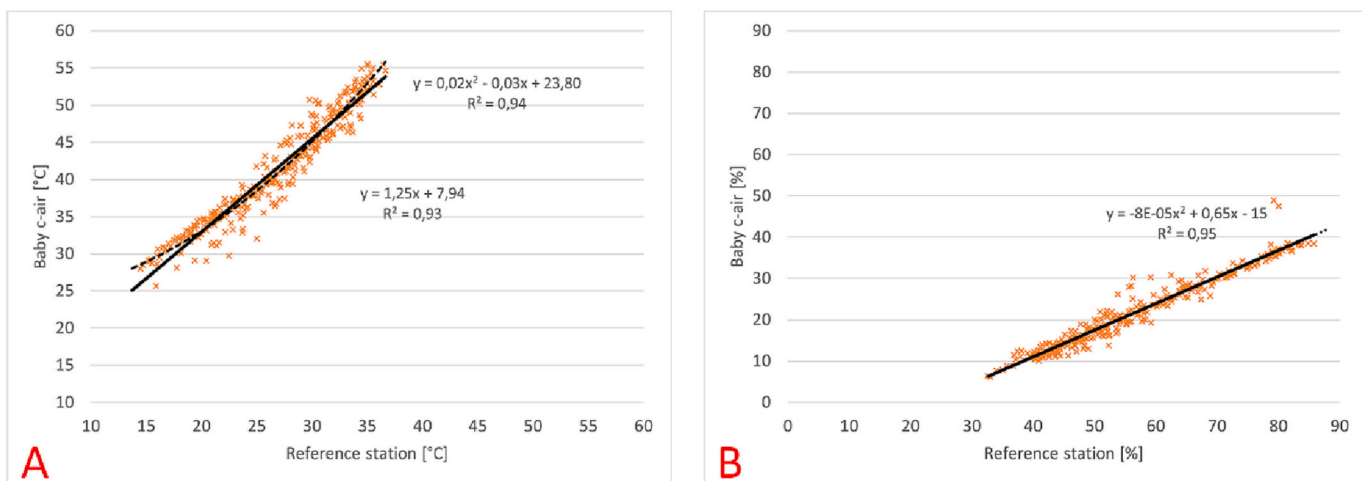 60
55
50
45
40
35
30
25
20
15
10
Baby c-air [°C]
y = 0,02x² - 0,03x + 23,80
R² = 0,94
y = 1,25x + 7,94
R² = 0,93
10 15 20 25 30 35 40 45 50 55 60
Reference station [°C]
A
90
80
70
60
50
40
30
20
10
0
Baby c-air [%]
y = -8E-05x² + 0,65x - 15
R² = 0,95
0 10 20 30 40 50 60 70 80 90
Reference station [%]
B